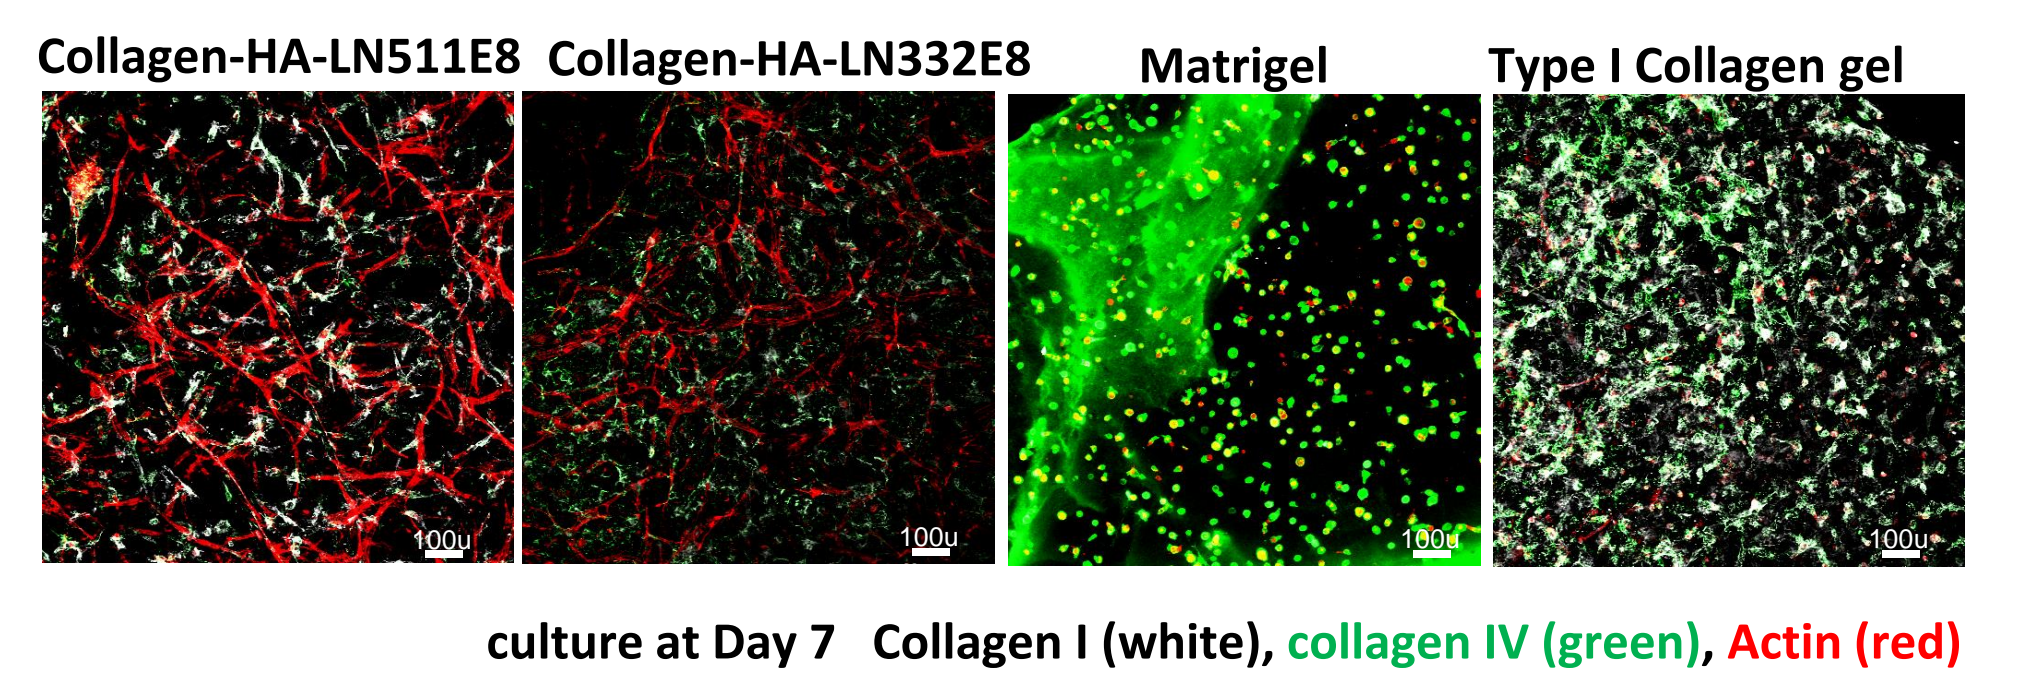 Collagen-HA-LN511E8 Collagen-HA-LN332E8 Matrigel Type I Collagen gel
100u 100u 100u 100u
culture at Day 7 Collagen I (white), collagen IV (green), Actin (red)